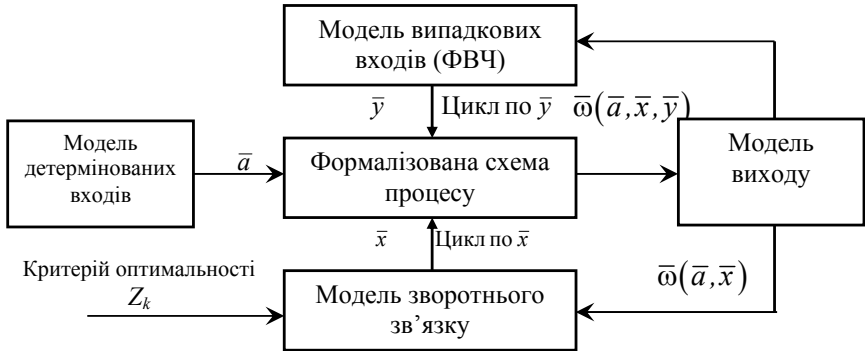 Модель випадкових
входів (ФВЧ)
y̅ Цикл по y̅ ω̅(a̅,x̅,y̅)
Модель
детермінованих
входів
a̅
Формалізована схема
процесу
Модель
виходу
x̅ Цикл по x̅
Критерій оптимальності
Z_k
Модель зворотнього
зв’язку
ω̅(a̅,x̅)